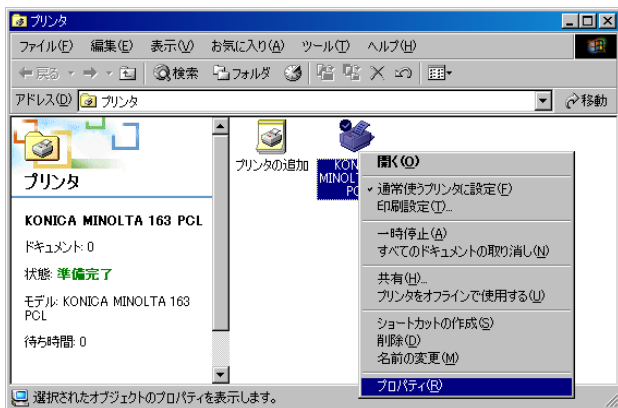 プリンタ
ファイル(F) 編集(E) 表示(V) お気に入り(A) ツール(T) ヘルプ(H)
戻る 検索 フォルダ
アドレス(D) プリンタ 移動
プリンタ
KONICA MINOLTA 163 PCL
ドキュメント: 0
状態: 準備完了
モデル: KONICA MINOLTA 163
PCL
待ち時間: 0
プリンタの追加
KON
MINOL
PC
開く(O)
通常使うプリンタに設定(F)
印刷設定(T)...
一時停止(A)
すべてのドキュメントの取り消し(N)
共有(H)...
プリンタをオフラインで使用する(U)
ショートカットの作成(S)
削除(D)
名前の変更(M)
プロパティ(R)
選択されたオブジェクトのプロパティを表示します。